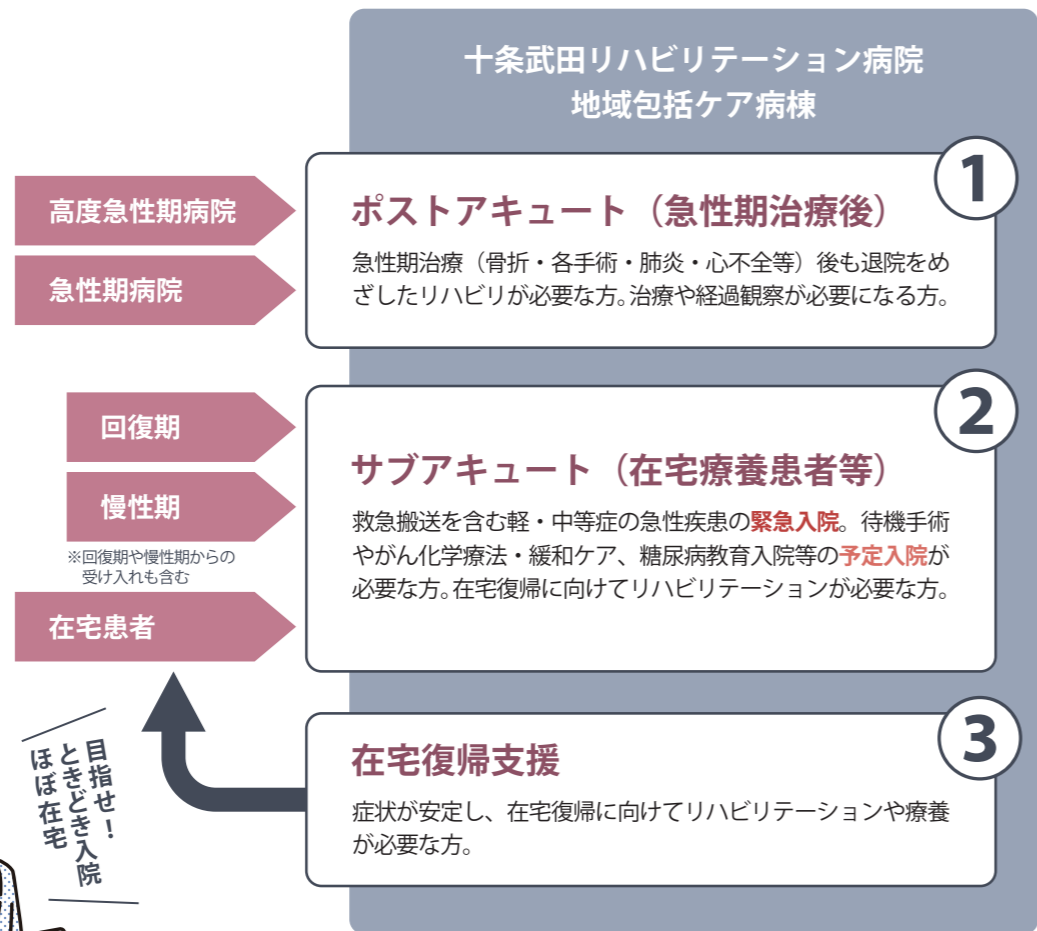 十条武田リハビリテーション病院
地域包括ケア病棟
高度急性期病院
急性期病院
1
ポストアキュート（急性期治療後）
急性期治療（骨折・各手術・肺炎・心不全等）後も退院をめ
ざしたリハビリが必要な方。治療や経過観察が必要になる方。
回復期
慢性期
※回復期や慢性期からの
受け入れも含む
在宅患者
2
サブアキュート（在宅療養患者等）
救急搬送を含む軽・中等症の急性疾患の緊急入院。待機手術
やがん化学療法・緩和ケア、糖尿病教育入院等の予定入院が
必要な方。在宅復帰に向けてリハビリテーションが必要な方。
3
在宅復帰支援
症状が安定し、在宅復帰に向けてリハビリテーションや療養
が必要な方。
目指せ！
ときどき入院
ほぼ在宅